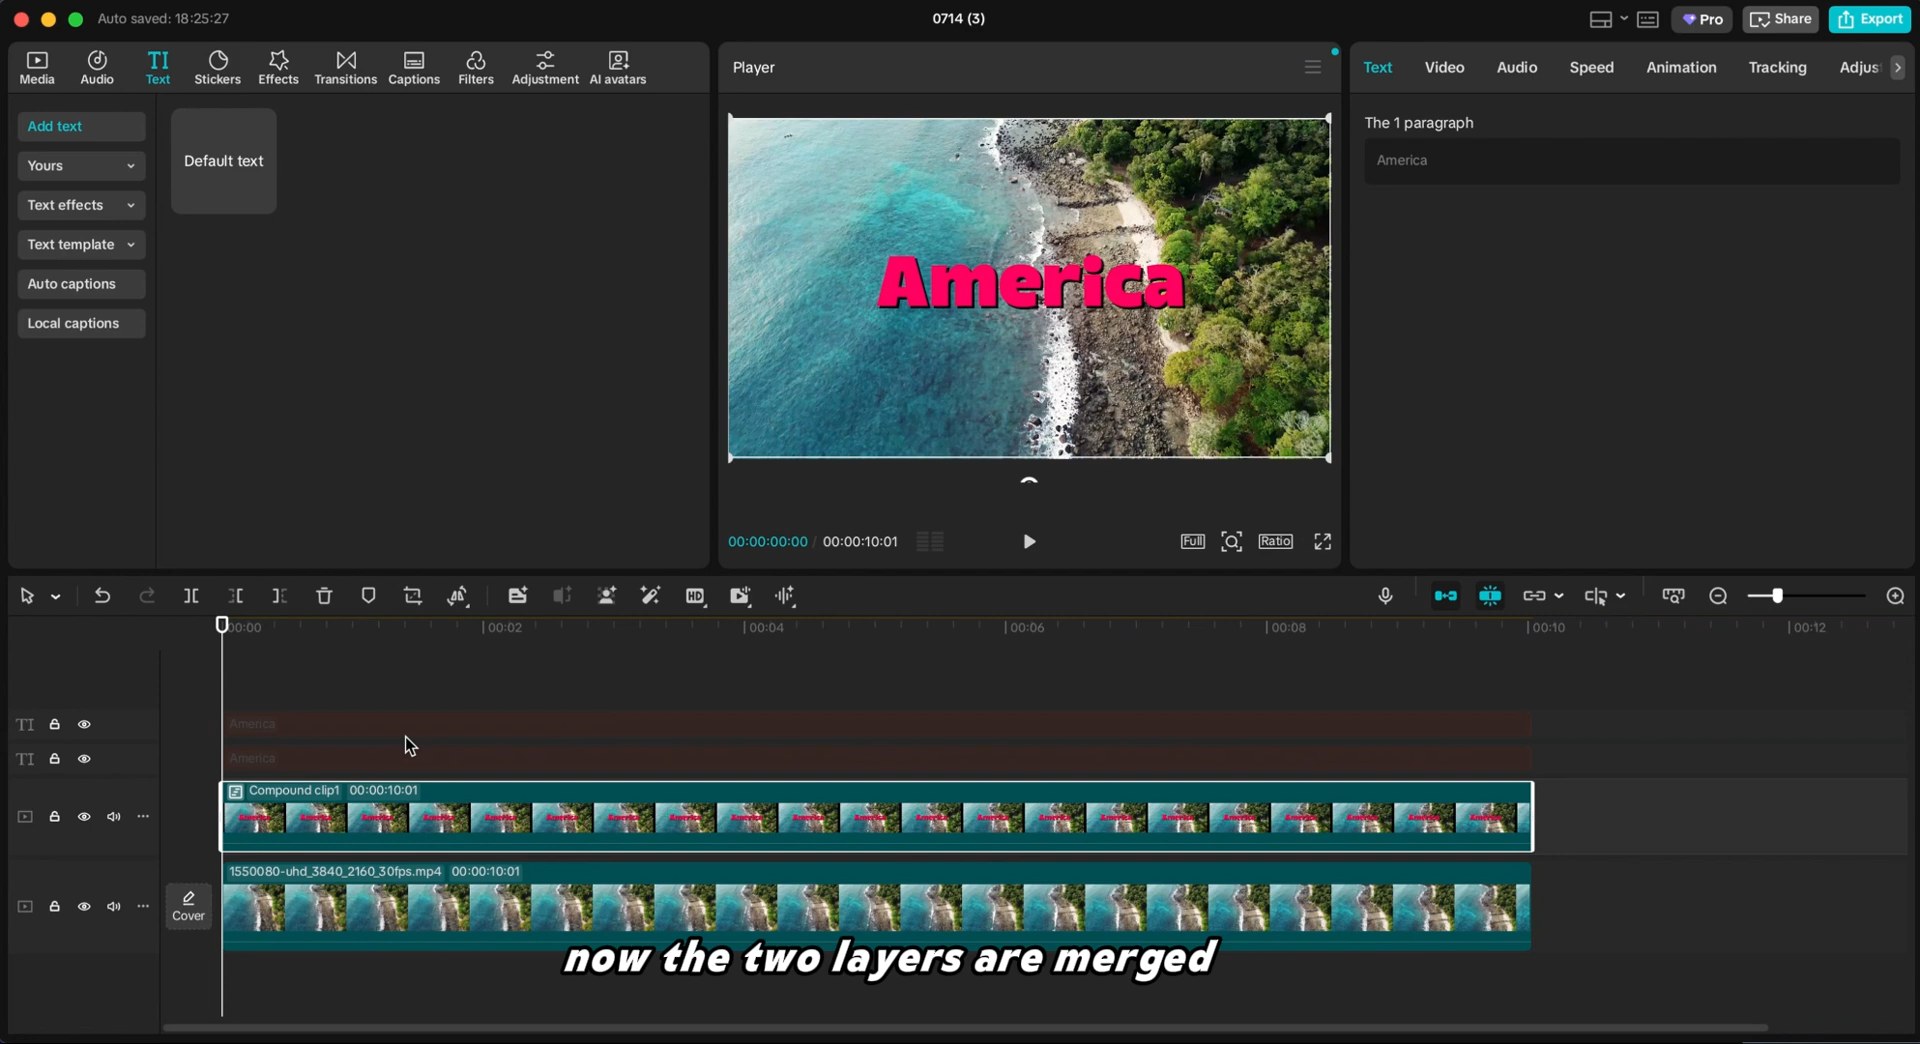 Auto saved: 18:25:27
0714 (3)
Pro
Share
Export
Media
Audio
TI
Text
Stickers
Effects
Transitions
Captions
Filters
Adjustment
AI avatars
Add text
Yours
Text effects
Text template
Auto captions
Local captions
Default text
Player
America
00:00:00:00 / 00:00:10:01
Full
Ratio
Text
Video
Audio
Speed
Animation
Tracking
Adjus
The 1 paragraph
America
HD
00:00
00:02
00:04
00:06
00:08
00:10
00:12
TI
America
TI
America
Compound clip1 00:00:10:01
Cover
1550080-uhd_3840_2160_30fps.mp4 00:00:10:01
now the two layers are merged